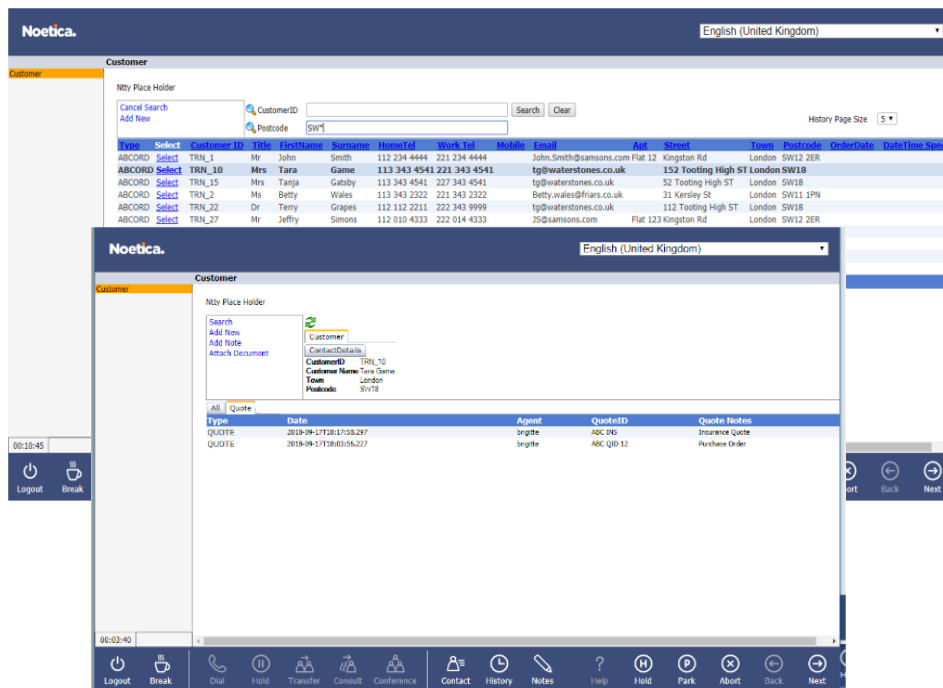 Noetica.
English (United Kingdom)
Customer
Customer
Ntty Place Holder
Cancel Search
Add New
CustomerID
Search Clear
Postcode SW*
History Page Size 5
Type Select Customer ID Title FirstName Surname HomeTel Work Tel Mobile Email Apt Street Town Postcode OrderDate DateTime Spe
ABCORD Select TRN_1 Mr John Smith 112 234 4444 221 234 4444 John.Smith@samsons.com Flat 12 Kingston Rd London SW12 2ER
ABCORD Select TRN_10 Mrs Tara Game 113 343 4541 221 343 4541 tg@waterstones.co.uk 152 Tooting High ST London SW18
ABCORD Select TRN_15 Mrs Tanja Gatsby 112 343 4541 227 343 4541 tg@waterstones.co.uk 52 Tooting High ST London SW18
ABCORD Select TRN_2 Ms Betty Wales 113 343 2322 221 343 2322 Betty.wales@friars.co.uk 31 Kersley St London SW11 1PN
ABCORD Select TRN_22 Dr Terry Grapes 112 112 2211 222 343 9999 tg@waterstones.co.uk 112 Tooting High ST London SW18
ABCORD Select TRN_27 Mr Jeffry Simons 112 010 4333 222 014 4333 JS@samsons.com Flat 123 Kingston Rd London SW12 2ER
00:10:45
Logout Break ort Back Next
Noetica.
English (United Kingdom)
Customer
Customer
Ntty Place Holder
Search
Add New
Add Note
Attach Document
Customer
ContactDetails
CustomerID TRN_10
Customer Name Tara Game
Town London
Postcode SW18
All Quote
Type Date Agent QuoteID Quote Notes
QUOTE 2018-09-17T18:17:58.297 brigitte ABC INS Insurance Quote
QUOTE 2018-09-17T18:03:56.227 brigitte ABC QID 12 Purchase Order
00:03:40
Logout Break Dial Hold Transfer Consult Conference Contact History Notes Help Hold Park Abort Back Next